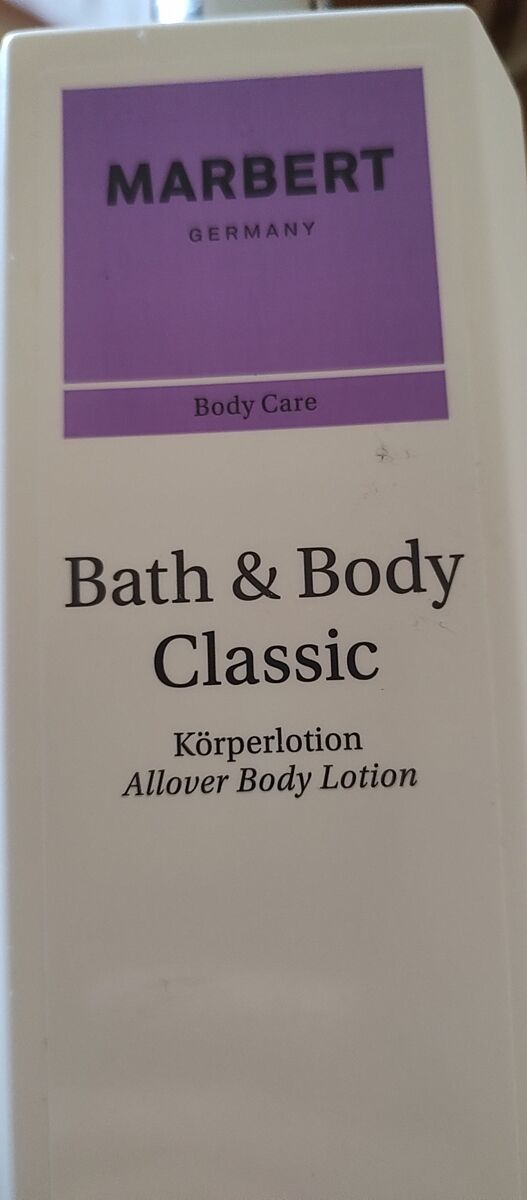 MARBERT
GERMANY
Body Care
Bath & Body
Classic
Körperlotion
Allover Body Lotion